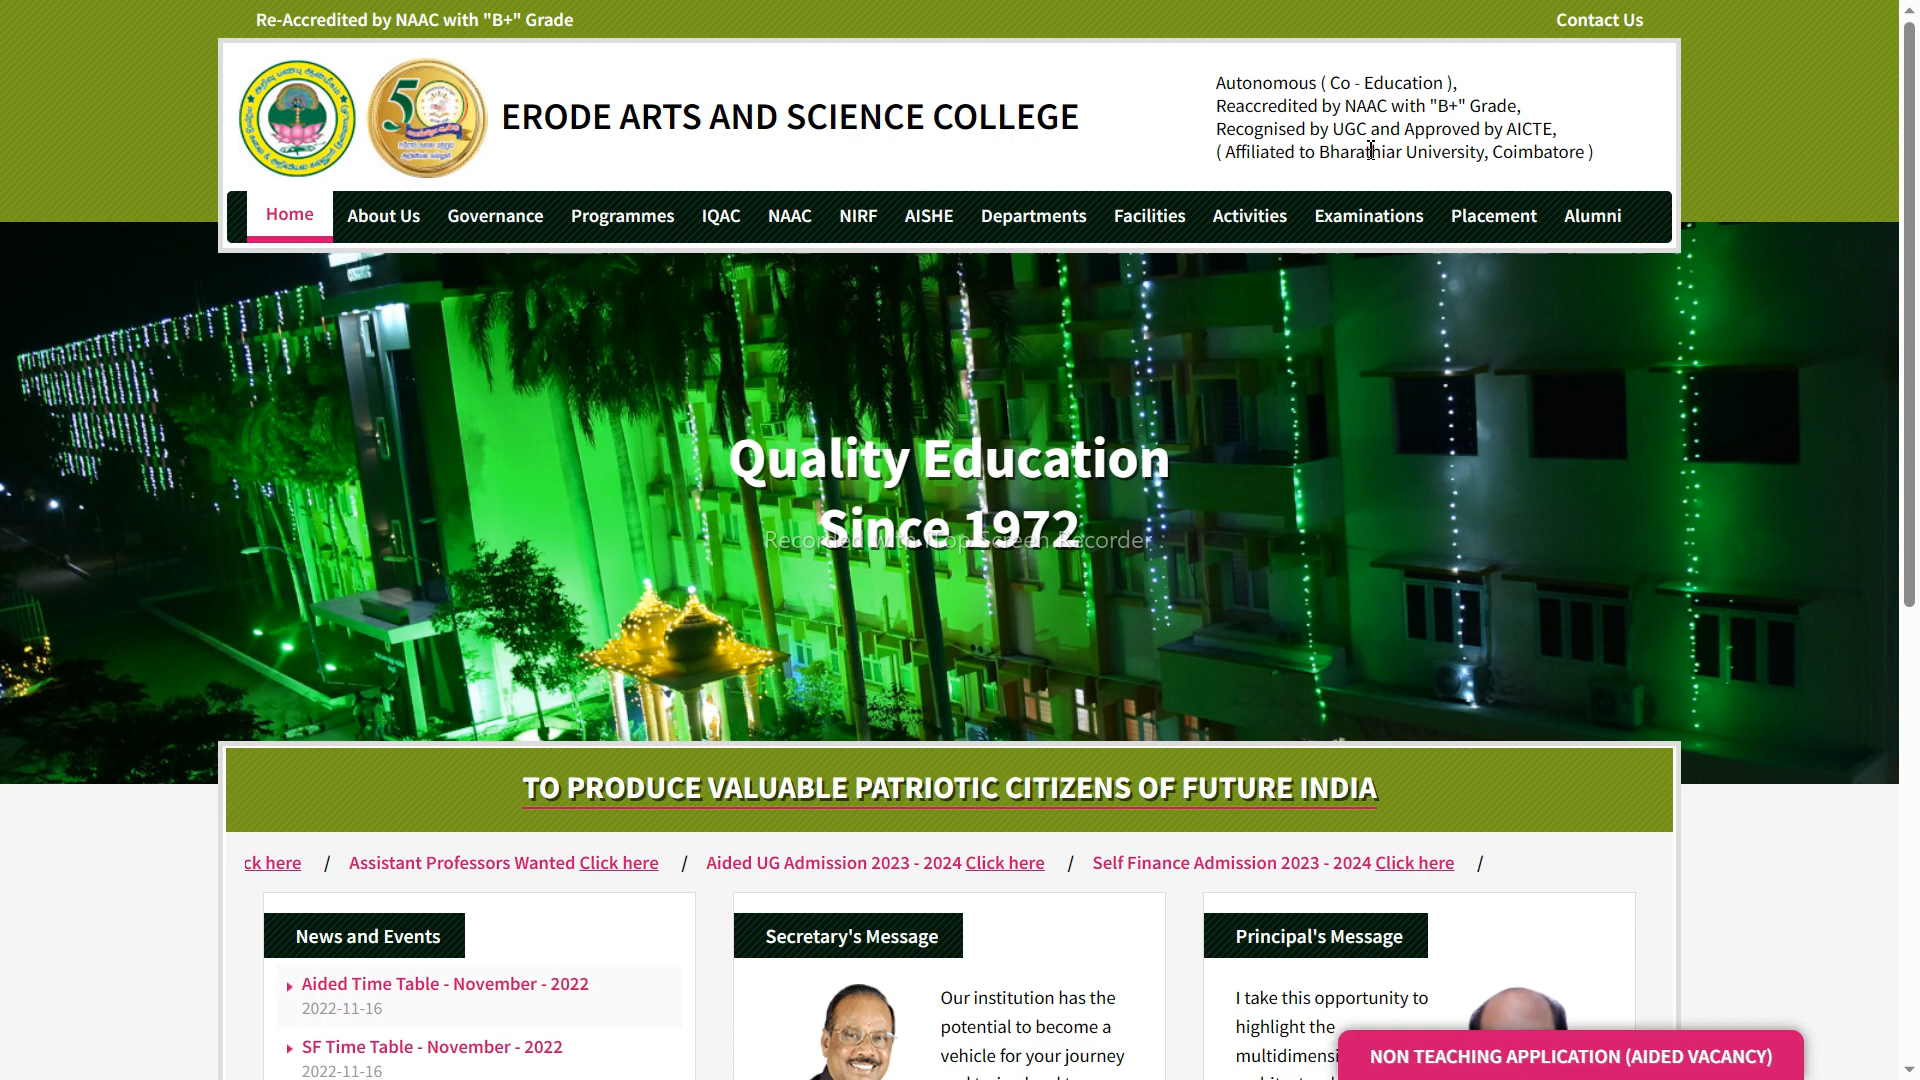 Re-Accredited by NAAC with "B+" Grade
Contact Us
ERODE ARTS AND SCIENCE COLLEGE
Autonomous ( Co - Education ),
Reaccredited by NAAC with "B+" Grade,
Recognised by UGC and Approved by AICTE,
( Affiliated to Bharathiar University, Coimbatore )
Home About Us Governance Programmes IQAC NAAC NIRF AISHE Departments Facilities Activities Examinations Placement Alumni
Quality Education
Since 1972
Recorded with iTop Screen Recorder
TO PRODUCE VALUABLE PATRIOTIC CITIZENS OF FUTURE INDIA
ck here / Assistant Professors Wanted Click here / Aided UG Admission 2023 - 2024 Click here / Self Finance Admission 2023 - 2024 Click here /
News and Events
Aided Time Table - November - 2022
2022-11-16
SF Time Table - November - 2022
2022-11-16
Secretary's Message
Our institution has the
potential to become a
vehicle for your journey
Principal's Message
I take this opportunity to
highlight the
multidimensi
NON TEACHING APPLICATION (AIDED VACANCY)